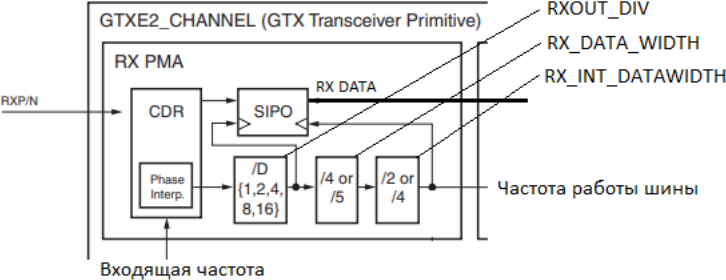 GTXE2_CHANNEL (GTX Transceiver Primitive)
RXOUT_DIV
RX_DATA_WIDTH
RX_INT_DATAWIDTH
RX PMA
RX DATA
RXP/N
CDR
SIPO
Phase
Interp.
/D
{1,2,4,
8,16}
/4 or
/5
/2 or
/4
Частота работы шины
Входящая частота